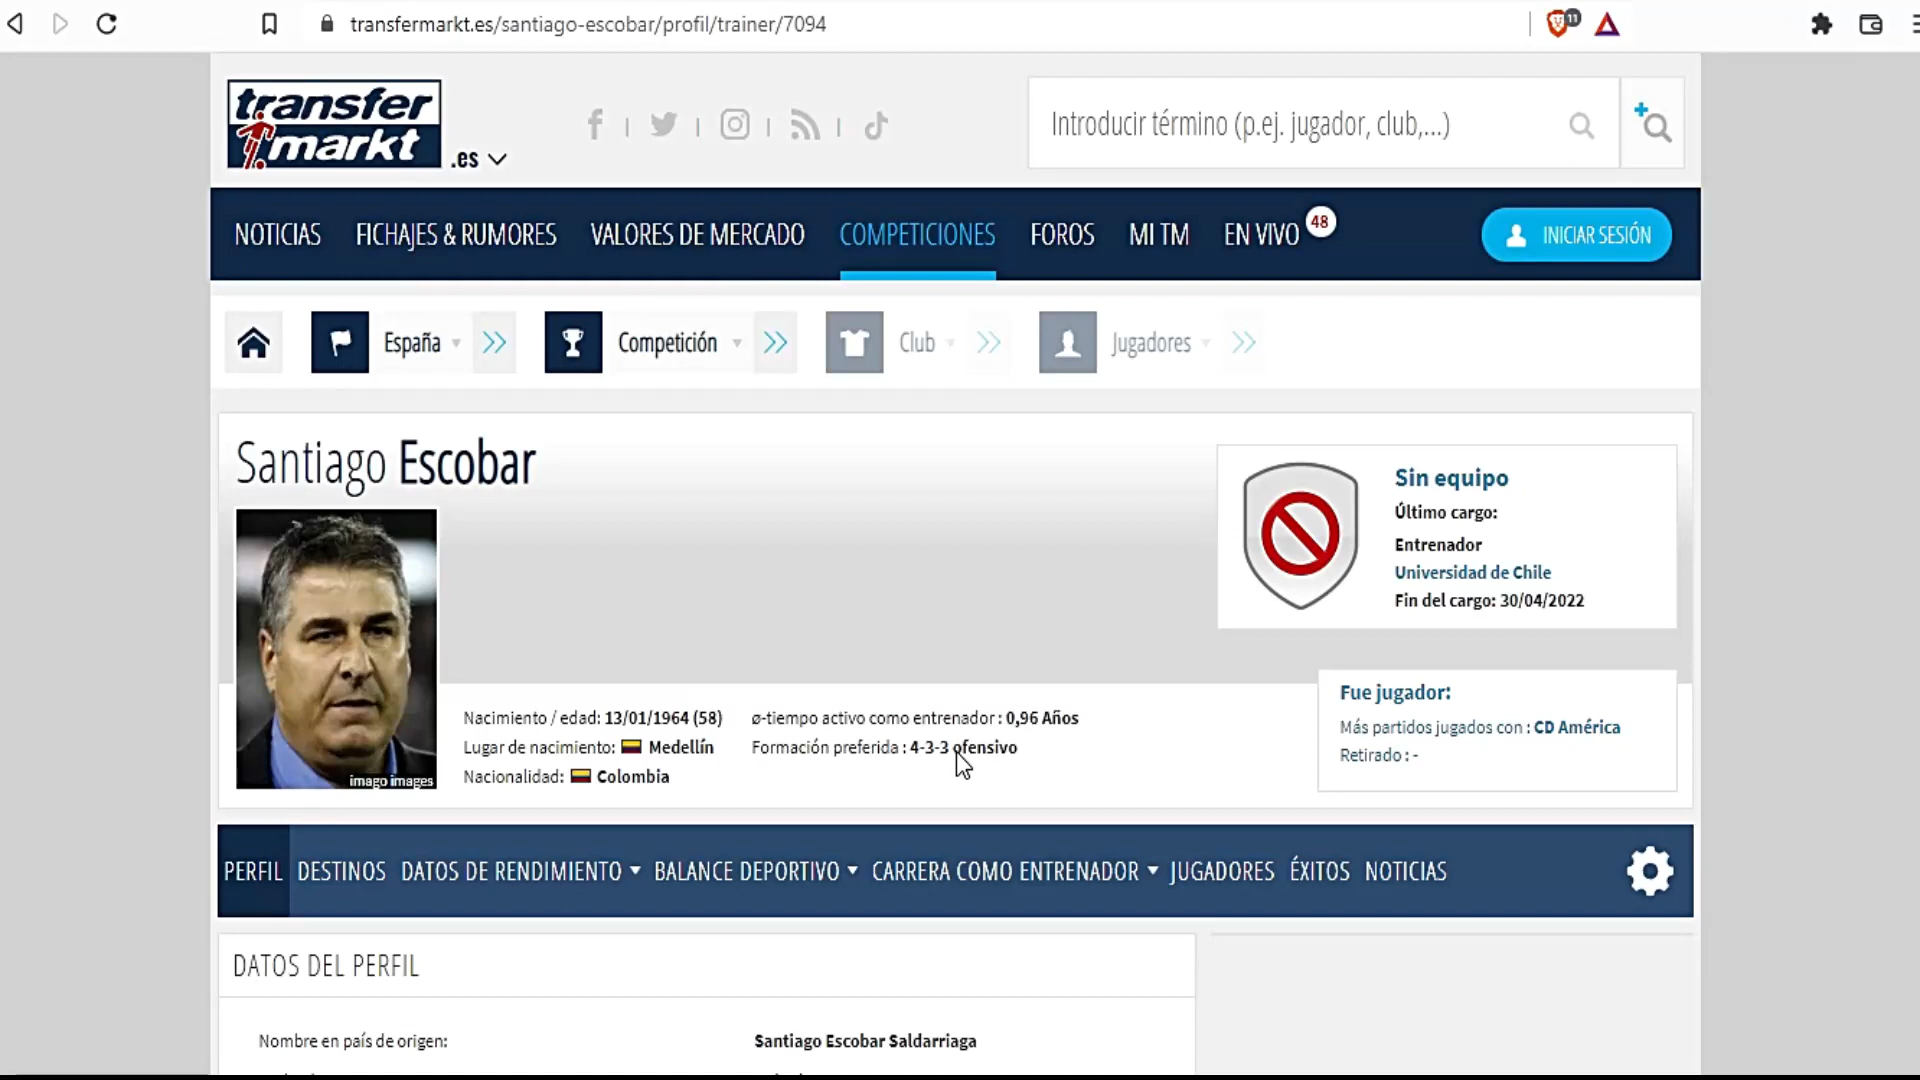 transfermarkt.es/santiago-escobar/profil/trainer/7094
11
transfer
markt
.es
Introducir término (p.ej. jugador, club,...)
NOTICIAS FICHAJES & RUMORES VALORES DE MERCADO COMPETICIONES FOROS MI TM EN VIVO 48 INICIAR SESIÓN
España Competición Club Jugadores
Santiago Escobar
Sin equipo
Último cargo:
Entrenador
Universidad de Chile
Fin del cargo: 30/04/2022
imago images
Nacimiento / edad: 13/01/1964 (58)
Lugar de nacimiento: Medellín
Nacionalidad: Colombia
ø-tiempo activo como entrenador : 0,96 Años
Formación preferida : 4-3-3 ofensivo
Fue jugador:
Más partidos jugados con : CD América
Retirado : -
PERFIL DESTINOS DATOS DE RENDIMIENTO BALANCE DEPORTIVO CARRERA COMO ENTRENADOR JUGADORES ÉXITOS NOTICIAS
DATOS DEL PERFIL
Nombre en país de origen: Santiago Escobar Saldarriaga